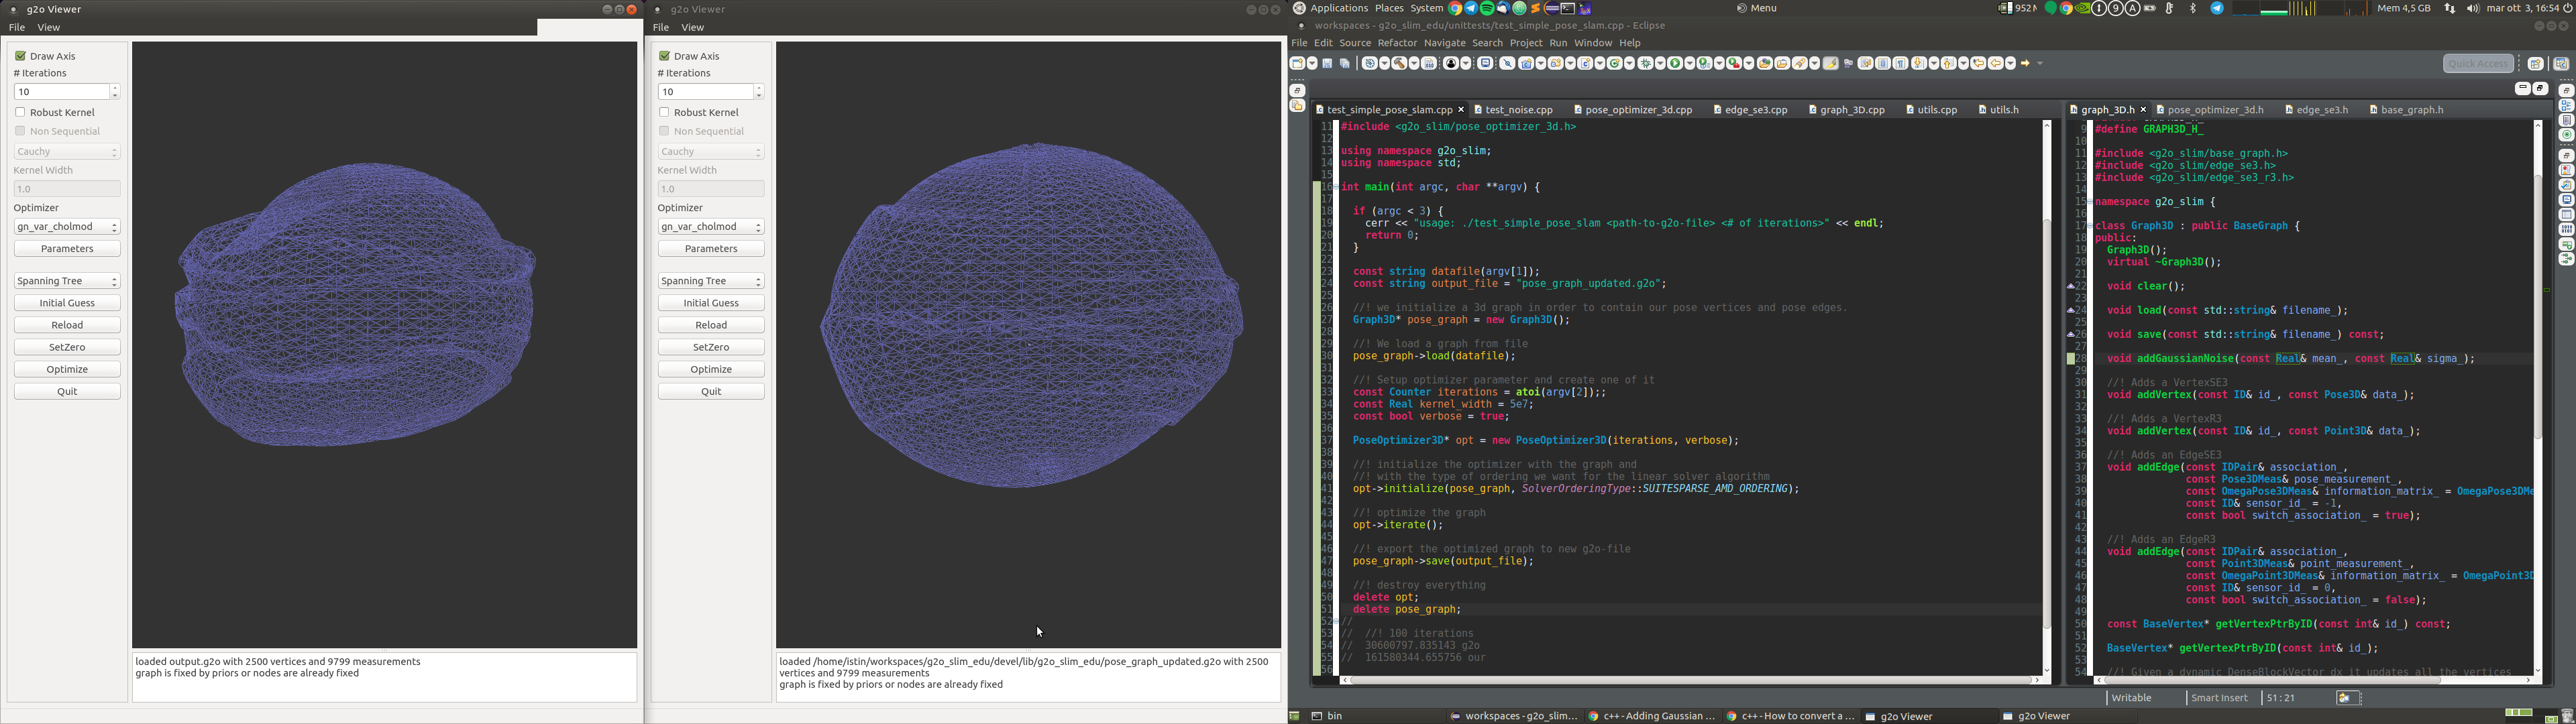 g2o Viewer
File View
Draw Axis
# Iterations
10
Robust Kernel
Non Sequential
Cauchy
Kernel Width
1.0
Optimizer
gn_var_cholmod
Parameters
Spanning Tree
Initial Guess
Reload
SetZero
Optimize
Quit
loaded output.g2o with 2500 vertices and 9799 measurements
graph is fixed by priors or nodes are already fixed
g2o Viewer
File View
Draw Axis
# Iterations
10
Robust Kernel
Non Sequential
Cauchy
Kernel Width
1.0
Optimizer
gn_var_cholmod
Parameters
Spanning Tree
Initial Guess
Reload
SetZero
Optimize
Quit
loaded /home/istin/workspaces/g2o_slim_edu/devel/lib/g2o_slim_edu/pose_graph_updated.g2o with 2500
vertices and 9799 measurements
graph is fixed by priors or nodes are already fixed
Applications Places System Menu Mem 4,5 GB mar ott 3, 16:54
workspaces - g2o_slim_edu/unittests/test_simple_pose_slam.cpp - Eclipse
File Edit Source Refactor Navigate Search Project Run Window Help
Quick Access
test_simple_pose_slam.cpp test_noise.cpp pose_optimizer_3d.cpp edge_se3.cpp graph_3D.cpp utils.cpp utils.h
11 #include <g2o_slim/pose_optimizer_3d.h>
12
13 using namespace g2o_slim;
14 using namespace std;
15
16 int main(int argc, char **argv) {
17
18 if (argc < 3) {
19 cerr << "usage: ./test_simple_pose_slam <path-to-g2o-file> <# of iterations>" << endl;
20 return 0;
21 }
22
23 const string datafile(argv[1]);
24 const string output_file = "pose_graph_updated.g2o";
25
26 //! we initialize a 3d graph in order to contain our pose vertices and pose edges.
27 Graph3D* pose_graph = new Graph3D();
28
29 //! We load a graph from file
30 pose_graph->load(datafile);
31
32 //! Setup optimizer parameter and create one of it
33 const Counter iterations = atoi(argv[2]);;
34 const Real kernel_width = 5e7;
35 const bool verbose = true;
36
37 PoseOptimizer3D* opt = new PoseOptimizer3D(iterations, verbose);
38
39 //! initialize the optimizer with the graph and
40 //! with the type of ordering we want for the linear solver algorithm
41 opt->initialize(pose_graph, SolverOrderingType::SUITESPARSE_AMD_ORDERING);
42
43 //! optimize the graph
44 opt->iterate();
45
46 //! export the optimized graph to new g2o-file
47 pose_graph->save(output_file);
48
49 //! destroy everything
50 delete opt;
51 delete pose_graph;
52 //
53 // //! 100 iterations
54 // 30600797.835143 g2o
55 // 161580344.655756 our
56
graph_3D.h pose_optimizer_3d.h edge_se3.h base_graph.h
9 #define GRAPH3D_H_
10
11 #include <g2o_slim/base_graph.h>
12 #include <g2o_slim/edge_se3.h>
13 #include <g2o_slim/edge_se3_r3.h>
14
15 namespace g2o_slim {
16
17 class Graph3D : public BaseGraph {
18 public:
19 Graph3D();
20 virtual ~Graph3D();
21
22 void clear();
23
24 void load(const std::string& filename_);
25
26 void save(const std::string& filename_) const;
27
28 void addGaussianNoise(const Real& mean_, const Real& sigma_);
29
30 //! Adds a VertexSE3
31 void addVertex(const ID& id_, const Pose3D& data_);
32
33 //! Adds a VertexR3
34 void addVertex(const ID& id_, const Point3D& data_);
35
36 //! Adds an EdgeSE3
37 void addEdge(const IDPair& association_,
38 const Pose3DMeas& pose_measurement_,
39 const OmegaPose3DMeas& information_matrix_ = OmegaPose3DMe
40 const ID& sensor_id_ = -1,
41 const bool switch_association_ = true);
42
43 //! Adds an EdgeR3
44 void addEdge(const IDPair& association_,
45 const Point3DMeas& point_measurement_,
46 const OmegaPoint3DMeas& information_matrix_ = OmegaPoint3D
47 const ID& sensor_id_ = 0,
48 const bool switch_association_ = false);
49
50 const BaseVertex* getVertexPtrByID(const int& id_) const;
51
52 BaseVertex* getVertexPtrByID(const int& id_);
53
54 //! Given a dynamic DenseBlockVector dx it updates all the vertices
Writable Smart Insert 51 : 21
bin workspaces - g2o_slim... c++ - Adding Gaussian ... c++ - How to convert a ... g2o Viewer g2o Viewer